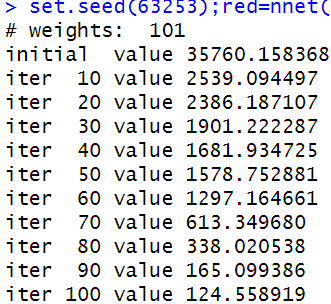 > set.seed(63253);red=nnet(
# weights:  101
initial  value 35760.158368
iter  10 value 2539.094497
iter  20 value 2386.187107
iter  30 value 1901.222287
iter  40 value 1681.934725
iter  50 value 1578.752881
iter  60 value 1297.164661
iter  70 value 613.349680
iter  80 value 338.020538
iter  90 value 165.099386
iter 100 value 124.558919